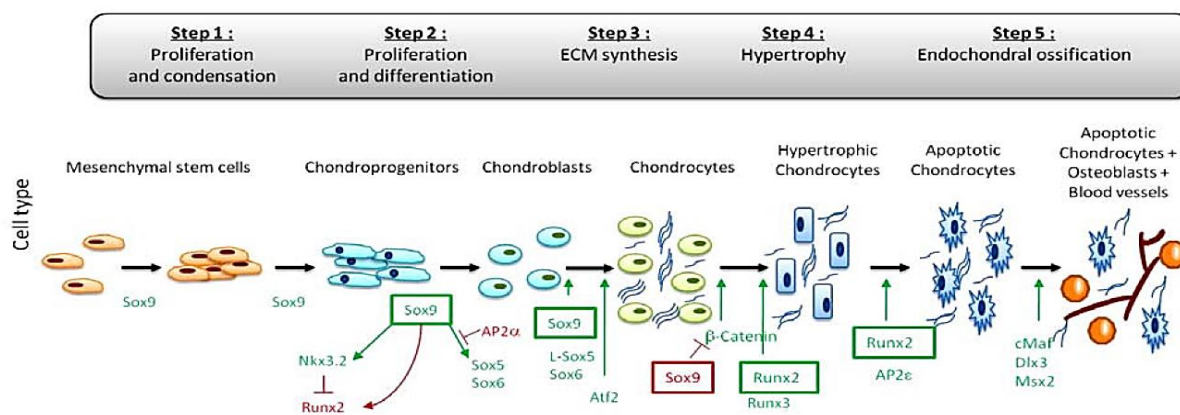 Step 1 :
Proliferation
and condensation
Step 2 :
Proliferation
and differentiation
Step 3 :
ECM synthesis
Step 4 :
Hypertrophy
Step 5 :
Endochondral ossification
Cell type
Mesenchymal stem cells
Chondroprogenitors
Chondroblasts
Chondrocytes
Hypertrophic
Chondrocytes
Apoptotic
Chondrocytes
Apoptotic
Chondrocytes +
Osteoblasts +
Blood vessels
Sox9
Sox9
Sox9
AP2α
Nkx3.2
Runx2
Sox5
Sox6
Sox9
L-Sox5
Sox6
Atf2
β-Catenin
Sox9
Runx2
Runx3
Runx2
AP2ε
cMaf
Dlx3
Msx2